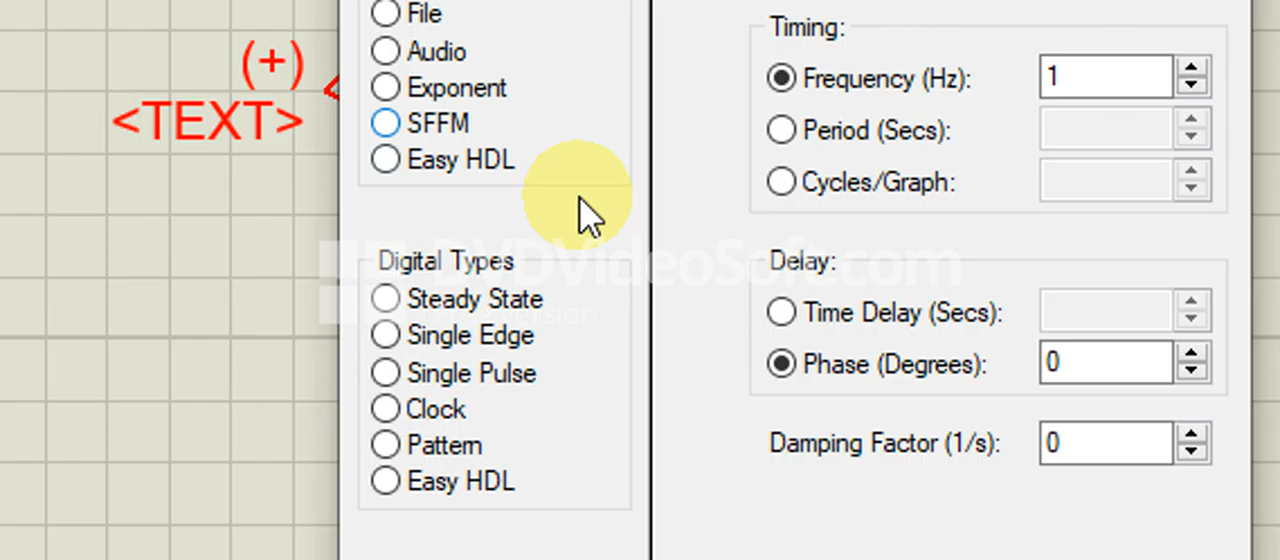 (+)
<TEXT>
File
Audio
Exponent
SFFM
Easy HDL
Digital Types
Steady State
Single Edge
Single Pulse
Clock
Pattern
Easy HDL
Timing:
Frequency (Hz): 1
Period (Secs):
Cycles/Graph:
Delay:
Time Delay (Secs):
Phase (Degrees): 0
Damping Factor (1/s): 0
DVDVideoSoft.com